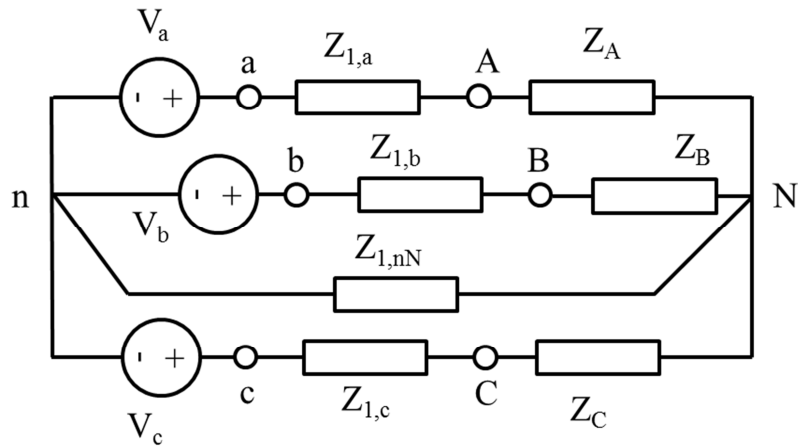 Va
a
Z1,a
A
ZA
n
Vb
b
Z1,b
B
ZB
N
Z1,nN
Vc
c
Z1,c
C
ZC
- +
- +
- +